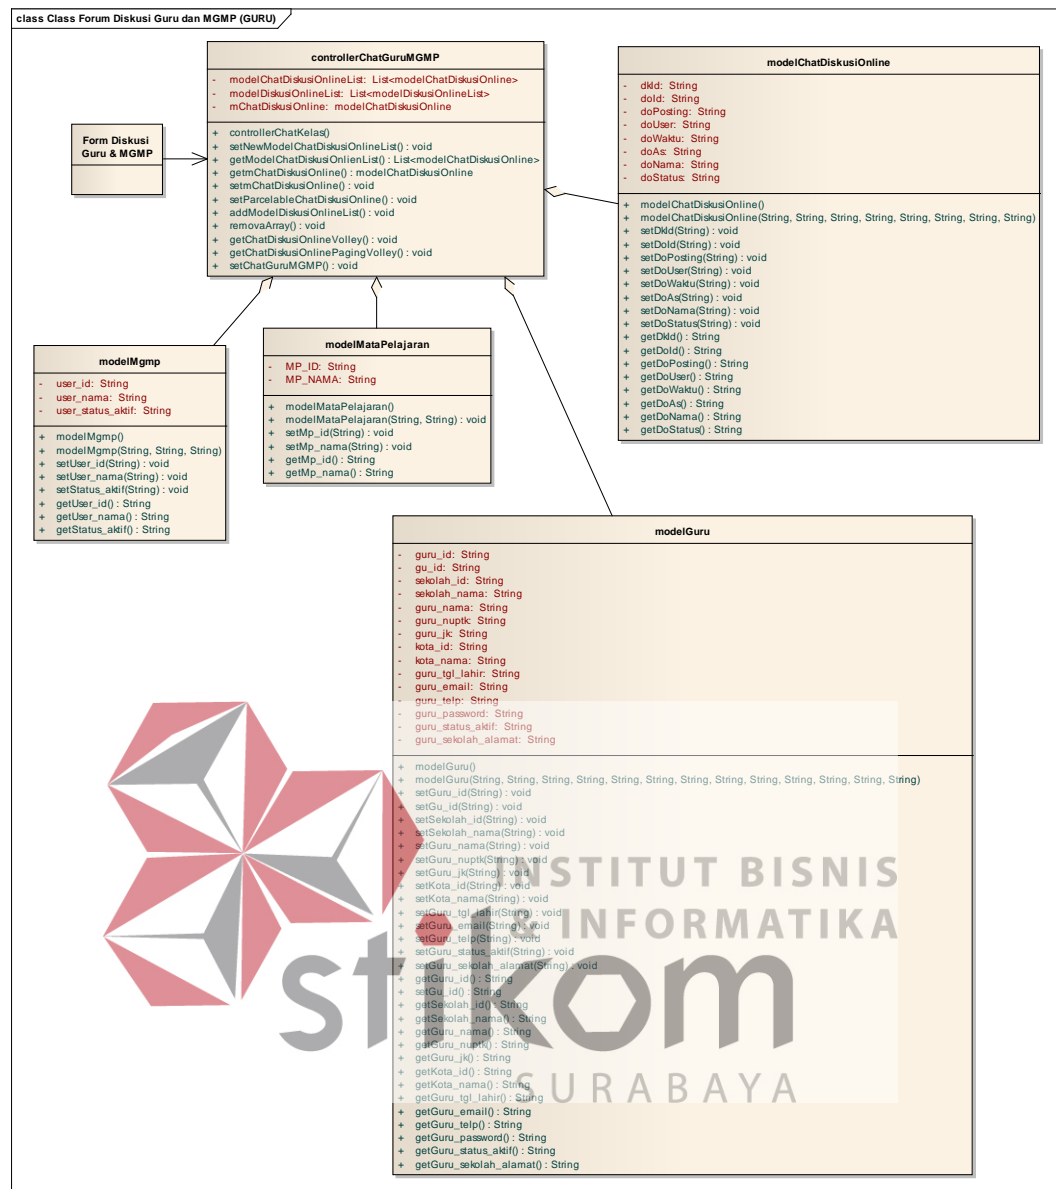 class Class Forum Diskusi Guru dan MGMP (GURU)
Form Diskusi
Guru & MGMP
controllerChatGuruMGMP
- modelChatDiskusiOnlineList: List<modelChatDiskusiOnline>
- modelDiskusiOnlineList: List<modelDiskusiOnlineList>
- mChatDiskusiOnline: modelChatDiskusiOnline
+ controllerChatKelas()
+ setNewModelChatDiskusiOnlineList() : void
+ getModelChatDiskusiOnlienList() : List<modelChatDiskusiOnline>
+ getmChatDiskusiOnline() : modelChatDiskusiOnline
+ setmChatDiskusiOnline() : void
+ setParcelableChatDiskusiOnline() : void
+ addModelDiskusiOnlineList() : void
+ removaArray() : void
+ getChatDiskusiOnlineVolley() : void
+ getChatDiskusiOnlinePagingVolley() : void
+ setChatGuruMGMP() : void
modelChatDiskusiOnline
- dkId: String
- doId: String
- doPosting: String
- doUser: String
- doWaktu: String
- doAs: String
- doNama: String
- doStatus: String
+ modelChatDiskusiOnline()
+ modelChatDiskusiOnline(String, String, String, String, String, String, String, String)
+ setDkId(String) : void
+ setDoId(String) : void
+ setDoPosting(String) : void
+ setDoUser(String) : void
+ setDoWaktu(String) : void
+ setDoAs(String) : void
+ setDoNama(String) : void
+ setDoStatus(String) : void
+ getDkId() : String
+ getDoId() : String
+ getDoPosting() : String
+ getDoUser() : String
+ getDoWaktu() : String
+ getDoAs() : String
+ getDoNama() : String
+ getDoStatus() : String
modelMgmp
- user_id: String
- user_nama: String
- user_status_aktif: String
+ modelMgmp()
+ modelMgmp(String, String, String)
+ setUser_id(String) : void
+ setUser_nama(String) : void
+ setStatus_aktif(String) : void
+ getUser_id() : String
+ getUser_nama() : String
+ getStatus_aktif() : String
modelMataPelajaran
- MP_ID: String
- MP_NAMA: String
+ modelMataPelajaran()
+ modelMataPelajaran(String, String) : void
+ setMp_id(String) : void
+ setMp_nama(String) : void
+ getMp_id() : String
+ getMp_nama() : String
modelGuru
- guru_id: String
- gu_id: String
- sekolah_id: String
- sekolah_nama: String
- guru_nama: String
- guru_nuptk: String
- guru_jk: String
- kota_id: String
- kota_nama: String
- guru_tgl_lahir: String
- guru_email: String
- guru_telp: String
- guru_password: String
- guru_status_aktif: String
- guru_sekolah_alamat: String
+ modelGuru()
+ modelGuru(String, String, String, String, String, String, String, String, String, String, String, String, String)
+ setGuru_id(String) : void
+ setGu_id(String) : void
+ setSekolah_id(String) : void
+ setSekolah_nama(String) : void
+ setGuru_nama(String) : void
+ setGuru_nuptk(String) : void
+ setGuru_jk(String) : void
+ setKota_id(String) : void
+ setKota_nama(String) : void
+ setGuru_tgl_lahir(String) : void
+ setGuru_email(String) : void
+ setGuru_telp(String) : void
+ setGuru_status_aktif(String) : void
+ setGuru_sekolah_alamat(String) : void
+ getGuru_id() : String
+ setGu_id() : String
+ getSekolah_id() : String
+ getSekolah_nama() : String
+ getGuru_nama() : String
+ getGuru_nuptk() : String
+ getGuru_jk() : String
+ getKota_id() : String
+ getKota_nama() : String
+ getGuru_tgl_lahir() : String
+ getGuru_email() : String
+ getGuru_telp() : String
+ getGuru_password() : String
+ getGuru_status_aktif() : String
+ getGuru_sekolah_alamat() : String
INSTITUT BISNIS
& INFORMATIKA
stikom
SURABAYA